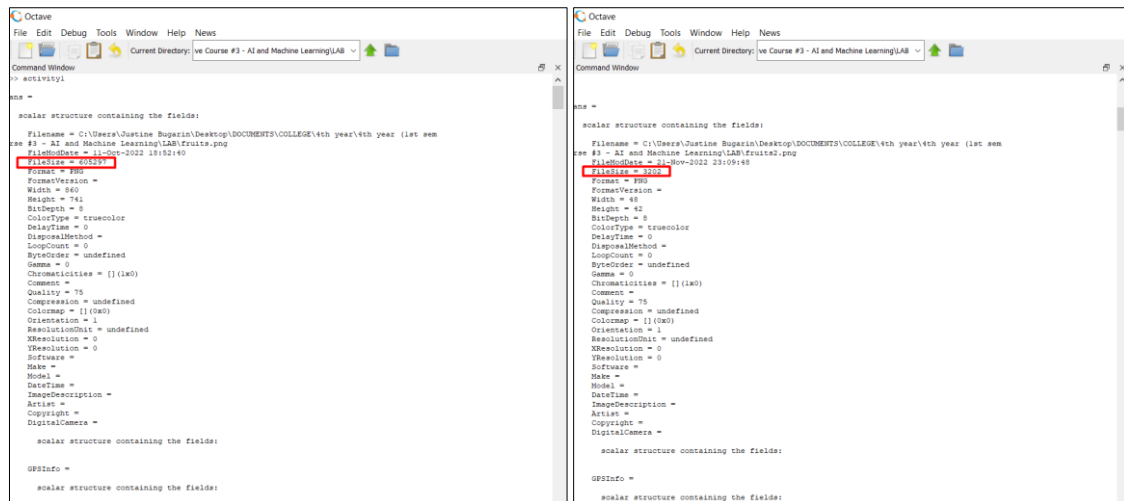 Octave
File Edit Debug Tools Window Help News
Current Directory: ve Course #3 - AI and Machine Learning\LAB
Command Window
>> activity1
ans =
scalar structure containing the fields:
Filename = C:\Users\Justine Bugarin\Desktop\DOCUMENTS\COLLEGE\4th year\4th year (1st sem
rse #3 - AI and Machine Learning\LAB\fruits.png
FileModDate = 11-Oct-2022 18:52:40
FileSize = 605297
Format = PNG
FormatVersion =
Width = 860
Height = 741
BitDepth = 8
ColorType = truecolor
DelayTime = 0
DisposalMethod =
LoopCount = 0
ByteOrder = undefined
Gamma = 0
Chromaticities = [](1x0)
Comment =
Quality = 75
Compression = undefined
Colormap = [](0x0)
Orientation = 1
ResolutionUnit = undefined
XResolution = 0
YResolution = 0
Software =
Make =
Model =
DateTime =
ImageDescription =
Artist =
Copyright =
DigitalCamera =
scalar structure containing the fields:
GPSInfo =
scalar structure containing the fields:
Octave
File Edit Debug Tools Window Help News
Current Directory: ve Course #3 - AI and Machine Learning\LAB
Command Window
ans =
scalar structure containing the fields:
Filename = C:\Users\Justine Bugarin\Desktop\DOCUMENTS\COLLEGE\4th year\4th year (1st sem
rse #3 - AI and Machine Learning\LAB\fruits2.png
FileModDate = 21-Nov-2022 23:09:48
FileSize = 3202
Format = PNG
FormatVersion =
Width = 48
Height = 42
BitDepth = 8
ColorType = truecolor
DelayTime = 0
DisposalMethod =
LoopCount = 0
ByteOrder = undefined
Gamma = 0
Chromaticities = [](1x0)
Comment =
Quality = 75
Compression = undefined
Colormap = [](0x0)
Orientation = 1
ResolutionUnit = undefined
XResolution = 0
YResolution = 0
Software =
Make =
Model =
DateTime =
ImageDescription =
Artist =
Copyright =
DigitalCamera =
scalar structure containing the fields:
GPSInfo =
scalar structure containing the fields: